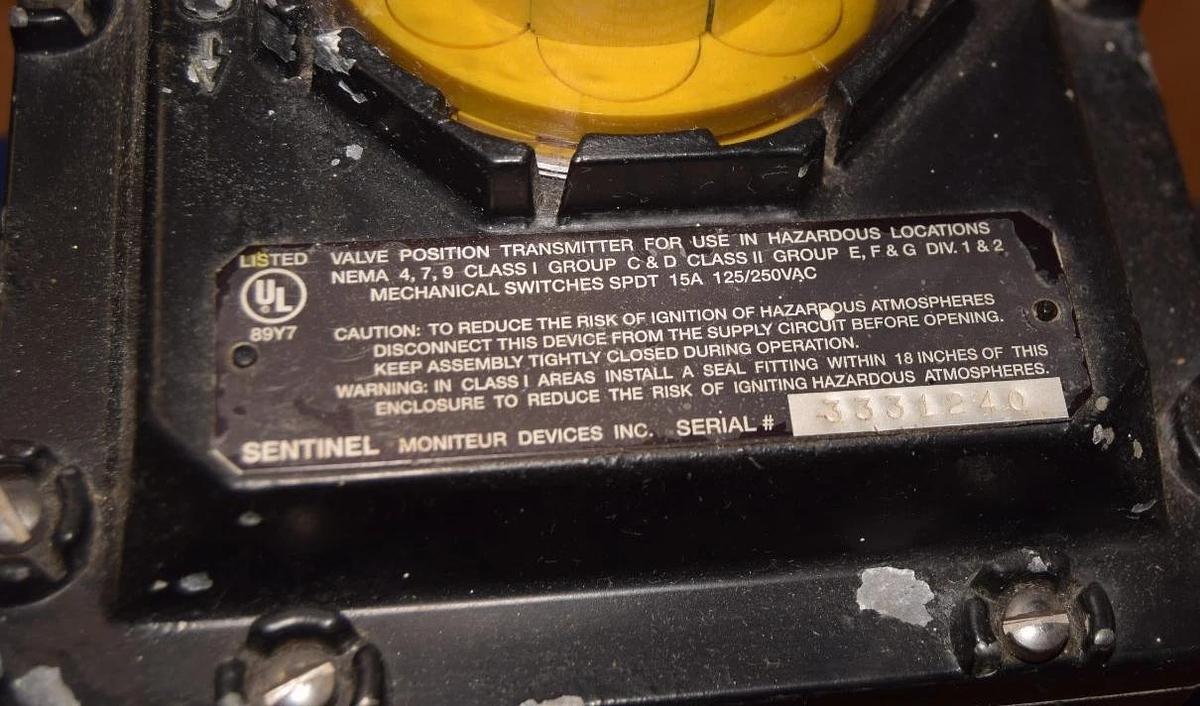 LISTED
UL
89Y7
VALVE POSITION TRANSMITTER FOR USE IN HAZARDOUS LOCATIONS
NEMA 4, 7, 9 CLASS I GROUP C & D CLASS II GROUP E, F & G DIV. 1 & 2
MECHANICAL SWITCHES SPDT 15A 125/250VAC
CAUTION: TO REDUCE THE RISK OF IGNITION OF HAZARDOUS ATMOSPHERES
DISCONNECT THIS DEVICE FROM THE SUPPLY CIRCUIT BEFORE OPENING.
KEEP ASSEMBLY TIGHTLY CLOSED DURING OPERATION.
WARNING: IN CLASS I AREAS INSTALL A SEAL FITTING WITHIN 18 INCHES OF THIS
ENCLOSURE TO REDUCE THE RISK OF IGNITING HAZARDOUS ATMOSPHERES.
SENTINEL MONITEUR DEVICES INC. SERIAL # 3331240